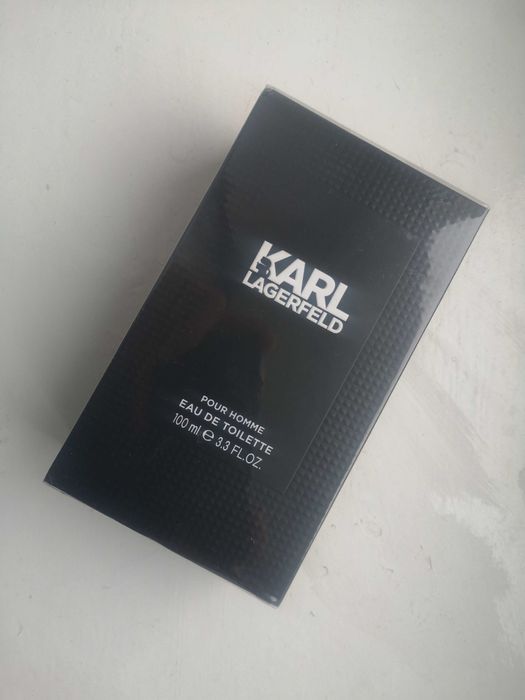 KARL
LAGERFELD
POUR HOMME
EAU DE TOILETTE
100 ml ℮ 3.3 FL.OZ.